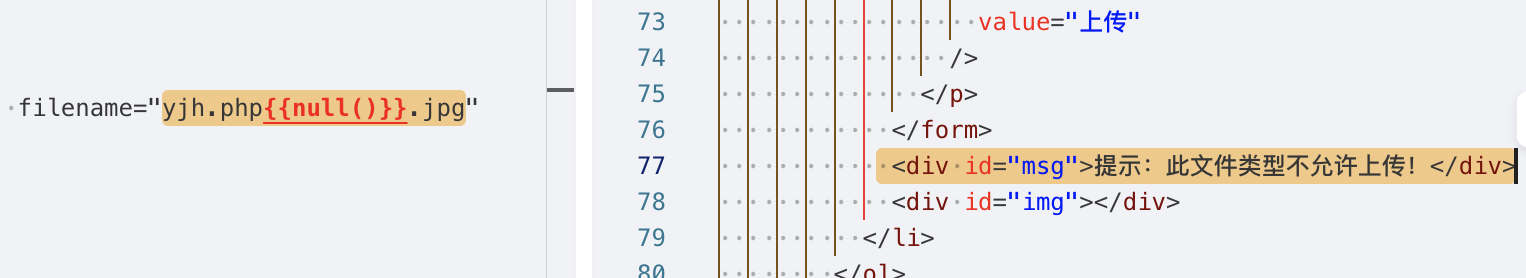 filename="yjh.php{{null()}}.jpg"
73 value="上传"
74 />
75 </p>
76 </form>
77 <div id="msg">提示：此文件类型不允许上传！</div>
78 <div id="img"></div>
79 </li>
80 </ol>